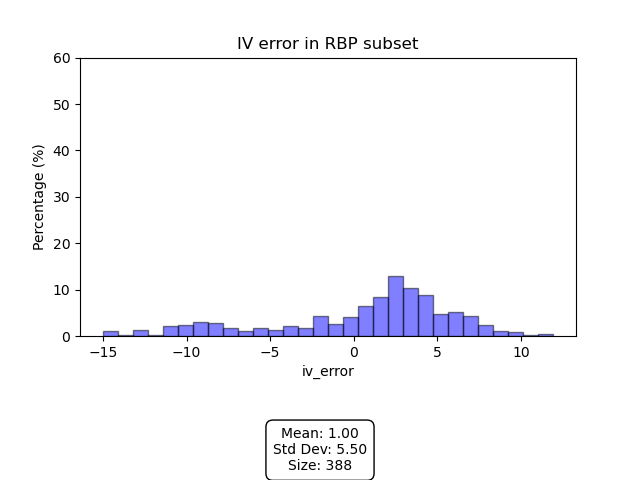 IV error in RBP subset
Percentage (%)
60
50
40
30
20
10
0
−15
−10
−5
0
5
10
iv_error
Mean: 1.00
Std Dev: 5.50
Size: 388